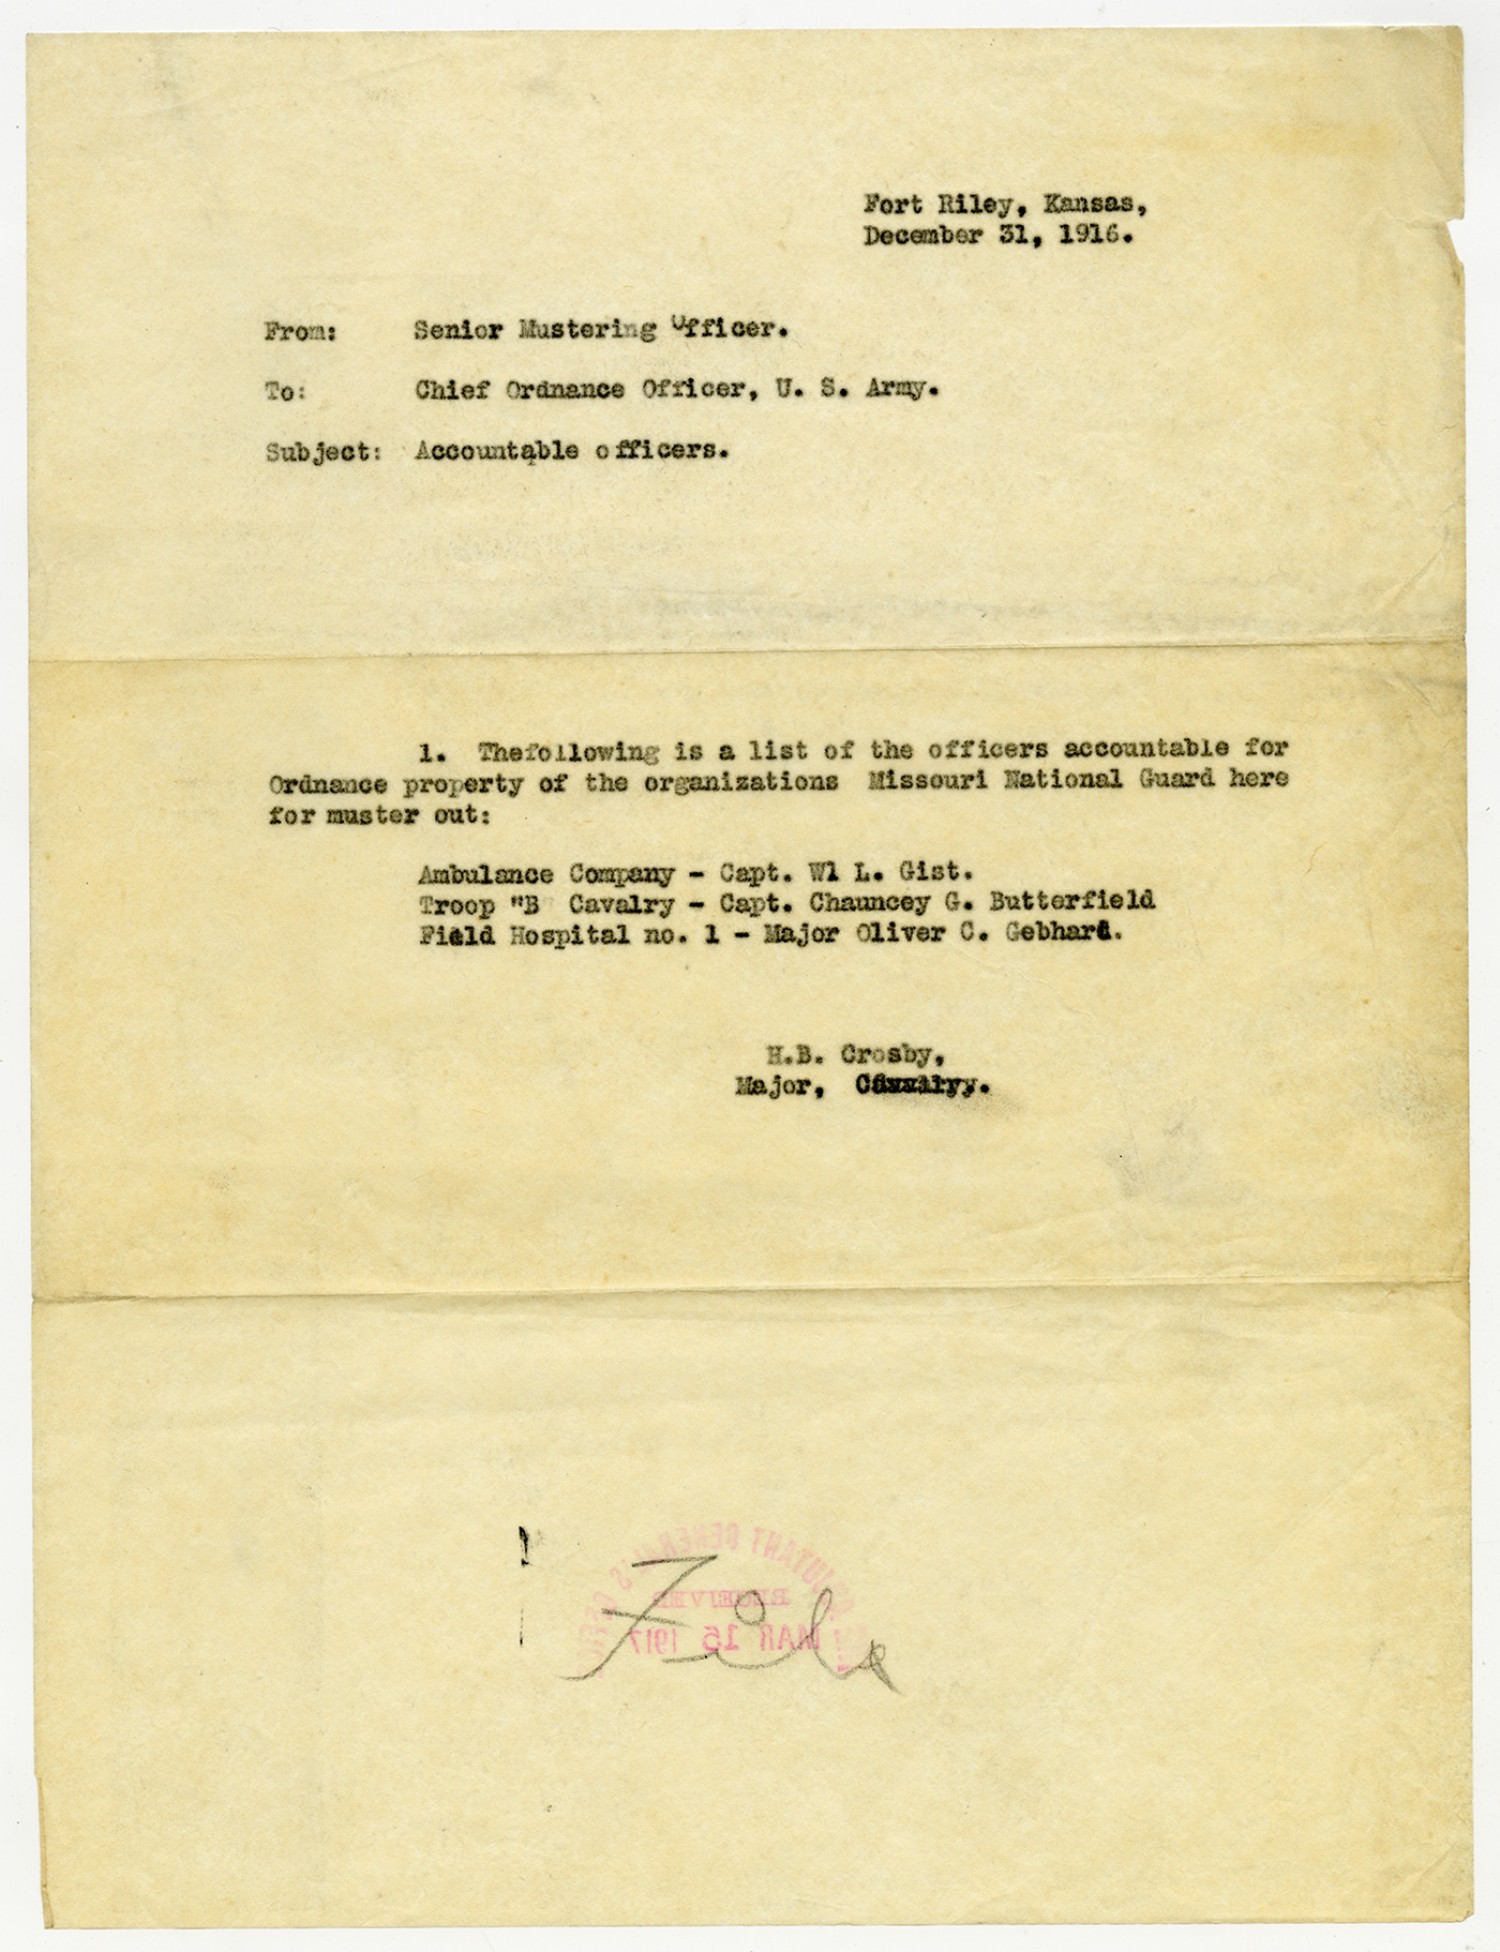 Fort Riley, Kansas,
December 31, 1916.
From: Senior Mustering Officer.
To: Chief Ordnance Officer, U. S. Army.
Subject: Accountable officers.
1. Thefollowing is a list of the officers accountable for
Ordnance property of the organizations Missouri National Guard here
for muster out:
Ambulance Company - Capt. Wl L. Gist.
Troop "B Cavalry - Capt. Chauncey G. Butterfield
Field Hospital no. 1 - Major Oliver C. Gebhard.
H.B. Crosby,
Major, Cavalry.
ADJUTANT GENERAL'S
RECEIVED
MAR 15 1917
File